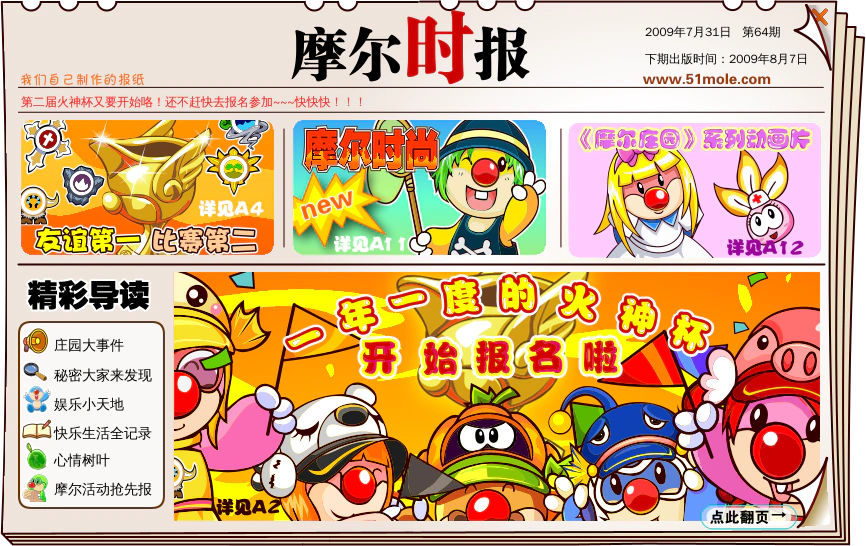 摩尔时报
2009年7月31日 第64期
下期出版时间：2009年8月7日
www.51mole.com
我们自己制作的报纸
第二届火神杯又要开始咯！还不赶快去报名参加~~~快快快！！！
详见A4
友谊第一 比赛第二
摩尔时尚
new
详见A11
《摩尔庄园》系列动画片
详见A12
精彩导读
庄园大事件
秘密大家来发现
娱乐小天地
快乐生活全记录
心情树叶
摩尔活动抢先报
一年一度的火神杯
开始报名啦
详见A2
点此翻页→